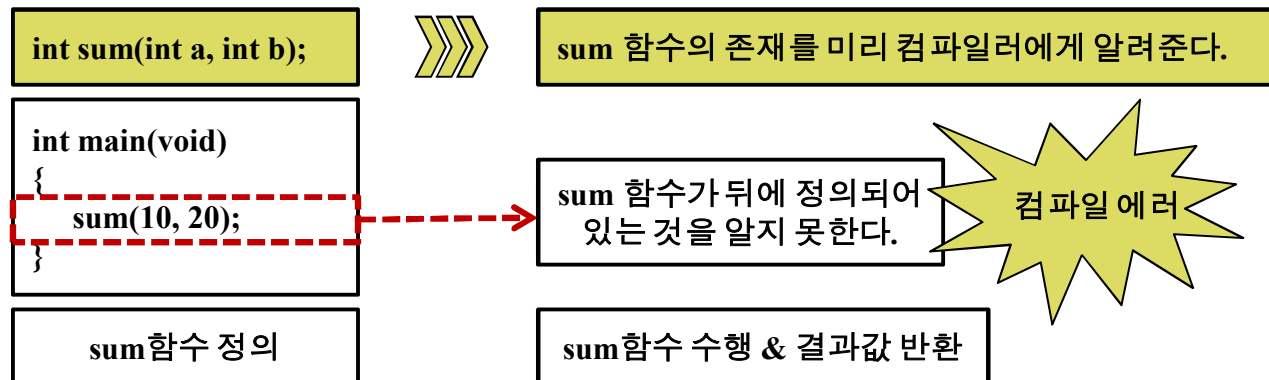 int sum(int a, int b);
sum 함수의 존재를 미리 컴파일러에게 알려준다.
int main(void)
{
sum(10, 20);
}
sum 함수가 뒤에 정의되어
있는 것을 알지 못한다.
컴파일 에러
sum함수 정의
sum함수 수행 & 결과값 반환